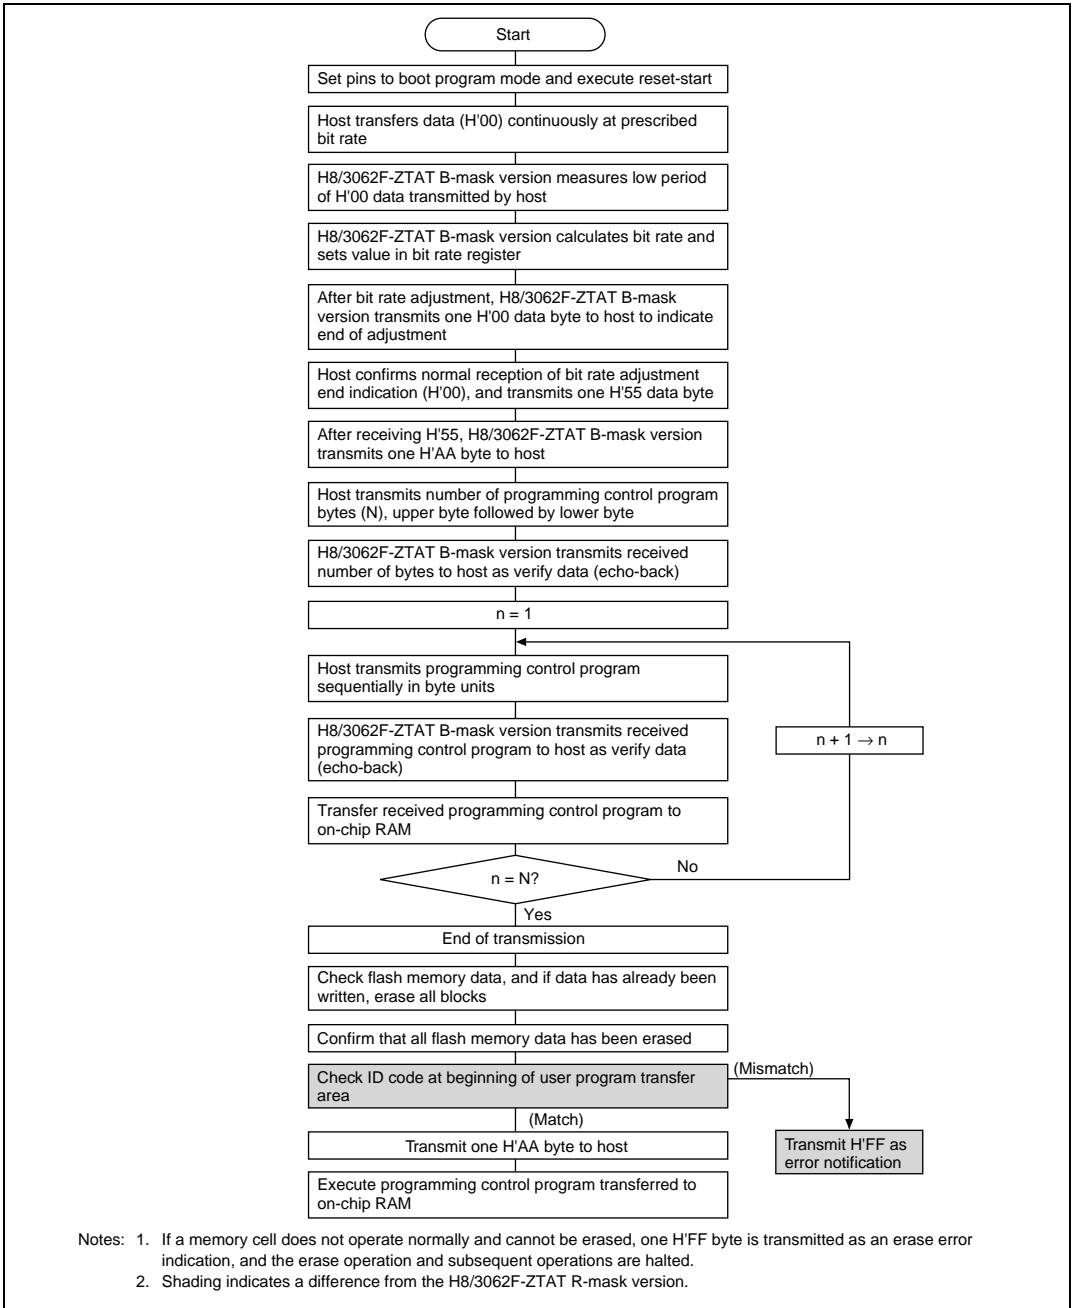 Start
Set pins to boot program mode and execute reset-start
Host transfers data (H'00) continuously at prescribed
bit rate
H8/3062F-ZTAT B-mask version measures low period
of H'00 data transmitted by host
H8/3062F-ZTAT B-mask version calculates bit rate and
sets value in bit rate register
After bit rate adjustment, H8/3062F-ZTAT B-mask
version transmits one H'00 data byte to host to indicate
end of adjustment
Host confirms normal reception of bit rate adjustment
end indication (H'00), and transmits one H'55 data byte
After receiving H'55, H8/3062F-ZTAT B-mask version
transmits one H'AA byte to host
Host transmits number of programming control program
bytes (N), upper byte followed by lower byte
H8/3062F-ZTAT B-mask version transmits received
number of bytes to host as verify data (echo-back)
n = 1
Host transmits programming control program
sequentially in byte units
H8/3062F-ZTAT B-mask version transmits received
programming control program to host as verify data
(echo-back)
n + 1 → n
Transfer received programming control program to
on-chip RAM
n = N?
No
Yes
End of transmission
Check flash memory data, and if data has already been
written, erase all blocks
Confirm that all flash memory data has been erased
Check ID code at beginning of user program transfer
area
(Mismatch)
(Match)
Transmit one H'AA byte to host
Transmit H'FF as
error notification
Execute programming control program transferred to
on-chip RAM
Notes: 1. If a memory cell does not operate normally and cannot be erased, one H'FF byte is transmitted as an erase error
indication, and the erase operation and subsequent operations are halted.
2. Shading indicates a difference from the H8/3062F-ZTAT R-mask version.